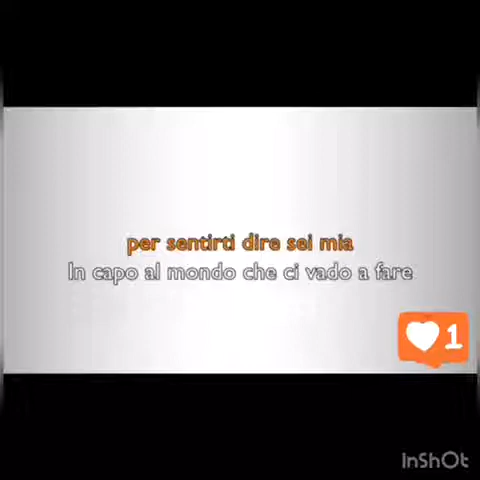 per sentirti dire sei mia
In capo al mondo che ci vado a fare
1
InShOt